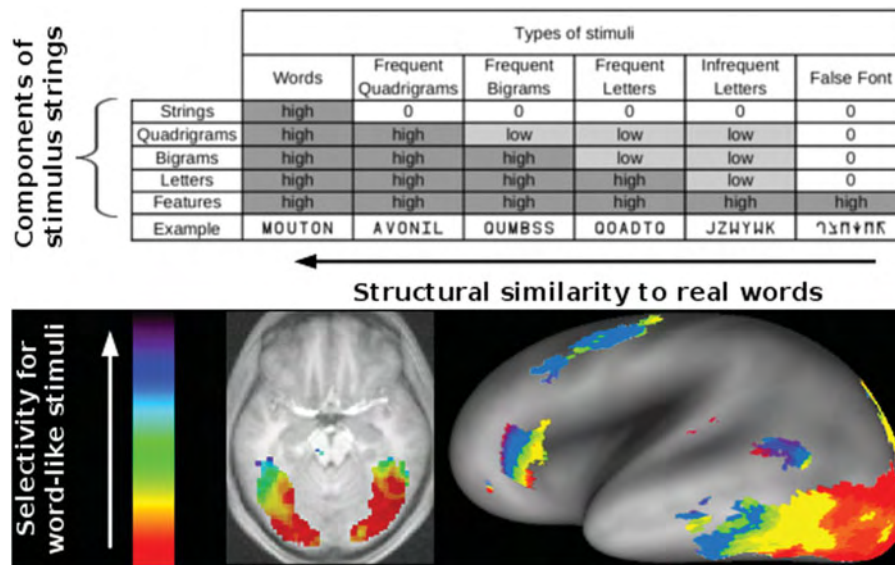 Components of
stimulus strings
Types of stimuli
Words Frequent Quadrigrams Frequent Bigrams Frequent Letters Infrequent Letters False Font
Strings high 0 0 0 0 0
Quadrigrams high high low low low 0
Bigrams high high high low low 0
Letters high high high high low 0
Features high high high high high high
Example MOUTON AVONIL QUMBSS QOADTQ JZWYWK
Structural similarity to real words
Selectivity for
word-like stimuli